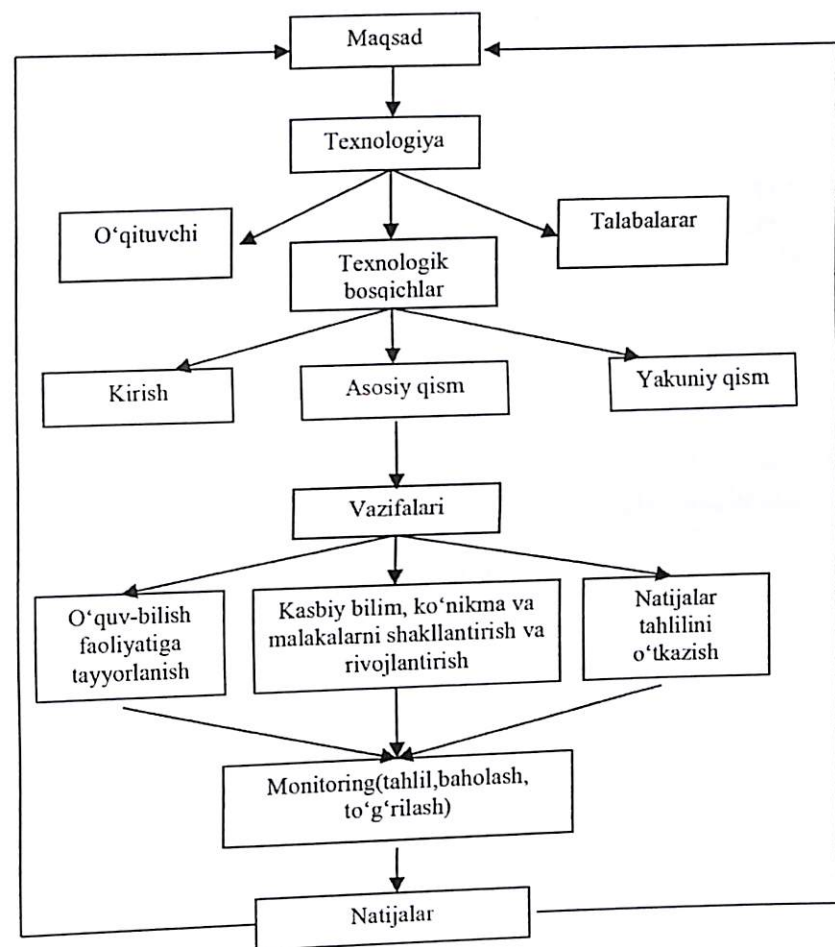 Maqsad
Texnologiya
O‘qituvchi
Talabalarar
Texnologik
bosqichlar
Kirish
Asosiy qism
Yakuniy qism
Vazifalari
O‘quv-bilish
faoliyatiga
tayyorlanish
Kasbiy bilim, ko‘nikma va
malakalarni shakllantirish va
rivojlantirish
Natijalar
tahlilini
o‘tkazish
Monitoring(tahlil,baholash,
to‘g‘rilash)
Natijalar